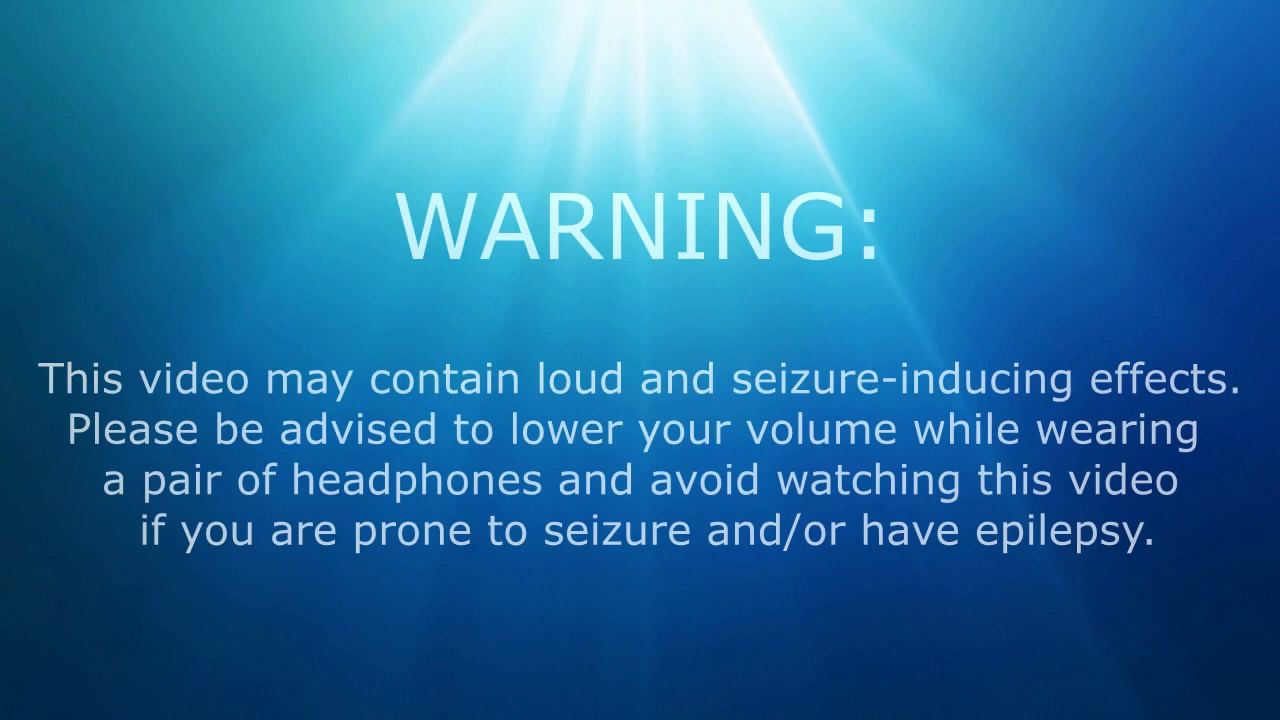 WARNING:
This video may contain loud and seizure-inducing effects.
Please be advised to lower your volume while wearing
a pair of headphones and avoid watching this video
if you are prone to seizure and/or have epilepsy.